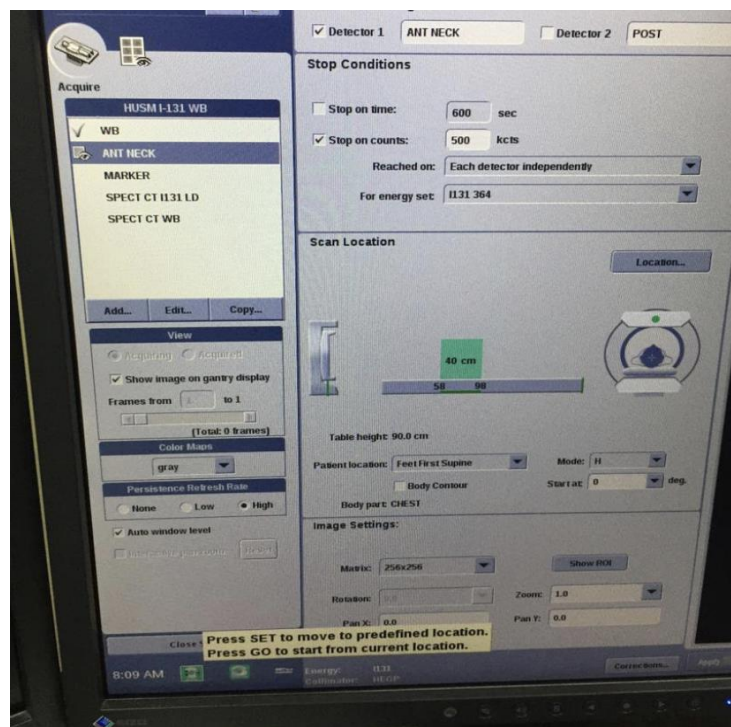 Acquire
HUSM I-131 WB
WB
ANT NECK
MARKER
SPECT CT I131 LD
SPECT CT WB
Add... Edit... Copy...
View
Acquiring Acquired
Show image on gantry display
Frames from 1 to 1
(Total: 0 frames)
Color Maps
gray
Persistence Refresh Rate
None Low High
Auto window level
Close
8:09 AM
Detector 1 ANT NECK Detector 2 POST
Stop Conditions
Stop on time: 600 sec
Stop on counts: 500 kcts
Reached on: Each detector independently
For energy set: I131 364
Scan Location
Location...
40 cm
50 90
Table height: 90.0 cm
Patient location: Feet First Supine Mode: H
Body Contour Start at: 0 deg.
Body part: CHEST
Image Settings:
Matrix: 256x256 Show ROI
Rotation: 0.0 Zoom: 1.0
Pan X: 0.0 Pan Y: 0.0
Press SET to move to predefined location.
Press GO to start from current location.
Energy: I131
Collimator: HEGP
Corrections... Apply